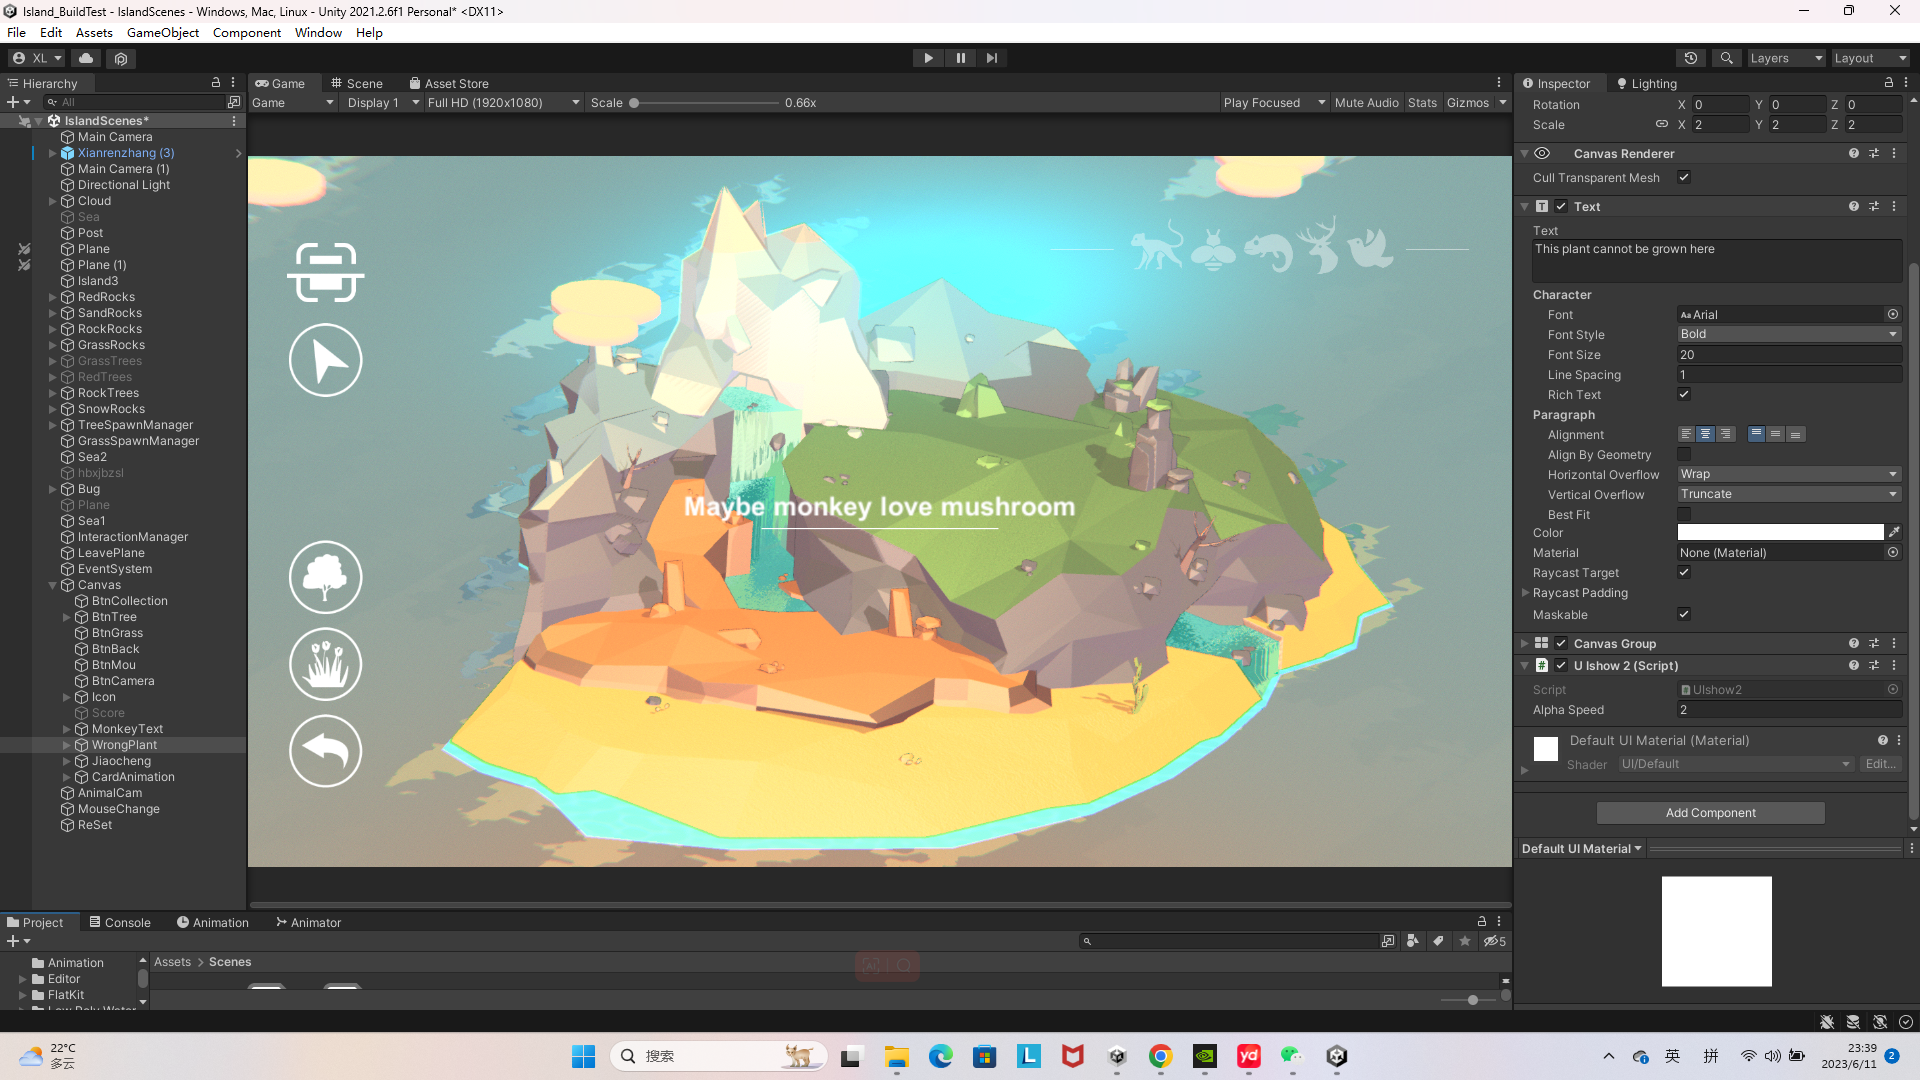 Island_BuildTest - IslandScenes - Windows, Mac, Linux - Unity 2021.2.6f1 Personal* <DX11>
File Edit Assets GameObject Component Window Help
XL Layers Layout
Hierarchy
All
IslandScenes*
Main Camera
Xianrenzhang (3)
Main Camera (1)
Directional Light
Cloud
Sea
Post
Plane
Plane (1)
Island3
RedRocks
SandRocks
RockRocks
GrassRocks
GrassTrees
RedTrees
RockTrees
SnowRocks
TreeSpawnManager
GrassSpawnManager
Sea2
hbxjbzsl
Bug
Plane
Sea1
InteractionManager
LeavePlane
EventSystem
Canvas
BtnCollection
BtnTree
BtnGrass
BtnBack
BtnMou
BtnCamera
Icon
Score
MonkeyText
WrongPlant
Jiaocheng
CardAnimation
AnimalCam
MouseChange
ReSet
Game Scene Asset Store
Game Display 1 Full HD (1920x1080) Scale 0.66x Play Focused Mute Audio Stats Gizmos
Maybe monkey love mushroom
Inspector Lighting
Rotation X 0 Y 0 Z 0
Scale X 2 Y 2 Z 2
Canvas Renderer
Cull Transparent Mesh
Text
Text
This plant cannot be grown here
Character
Font Arial
Font Style Bold
Font Size 20
Line Spacing 1
Rich Text
Paragraph
Alignment
Align By Geometry
Horizontal Overflow Wrap
Vertical Overflow Truncate
Best Fit
Color
Material None (Material)
Raycast Target
Raycast Padding
Maskable
Canvas Group
U Ishow 2 (Script)
Script UIshow2
Alpha Speed 2
Default UI Material (Material)
Shader UI/Default Edit...
Add Component
Default UI Material
Project Console Animation Animator
5
Animation
Editor
FlatKit
Assets > Scenes
22°C
多云
搜索
英 拼
23:39
2023/6/11
2